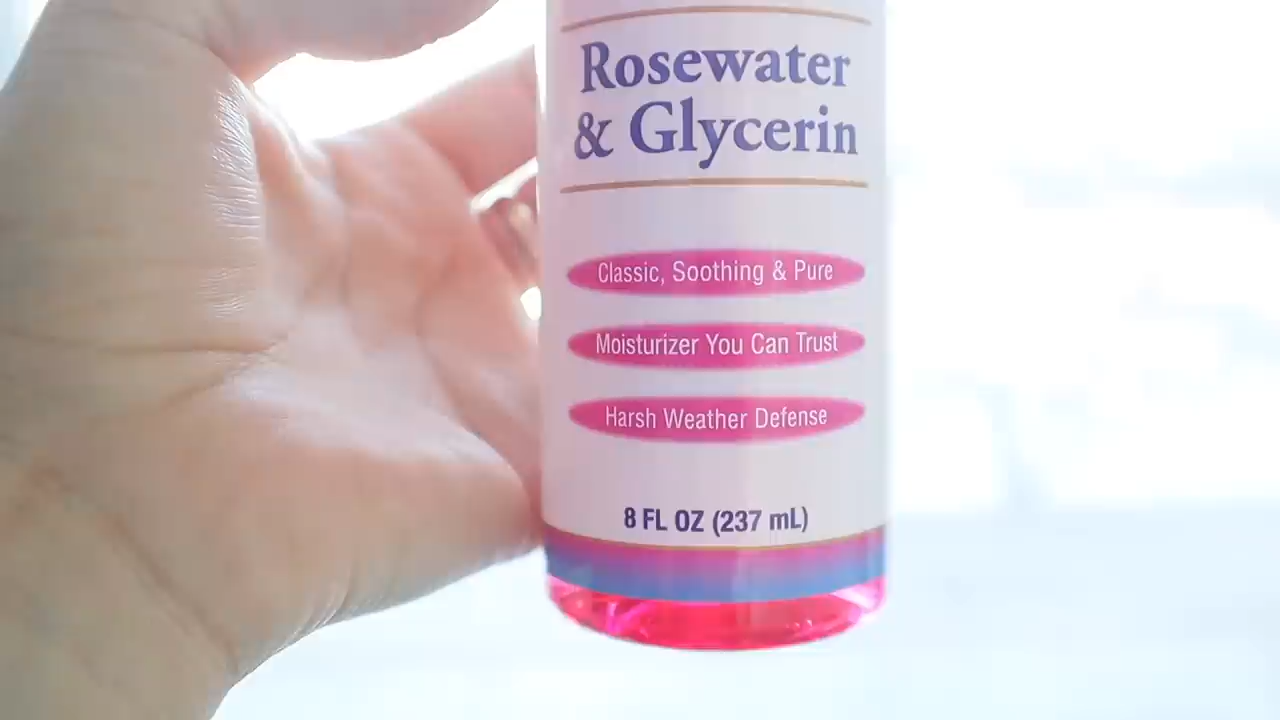 Rosewater
& Glycerin
Classic, Soothing & Pure
Moisturizer You Can Trust
Harsh Weather Defense
8 FL OZ (237 mL)